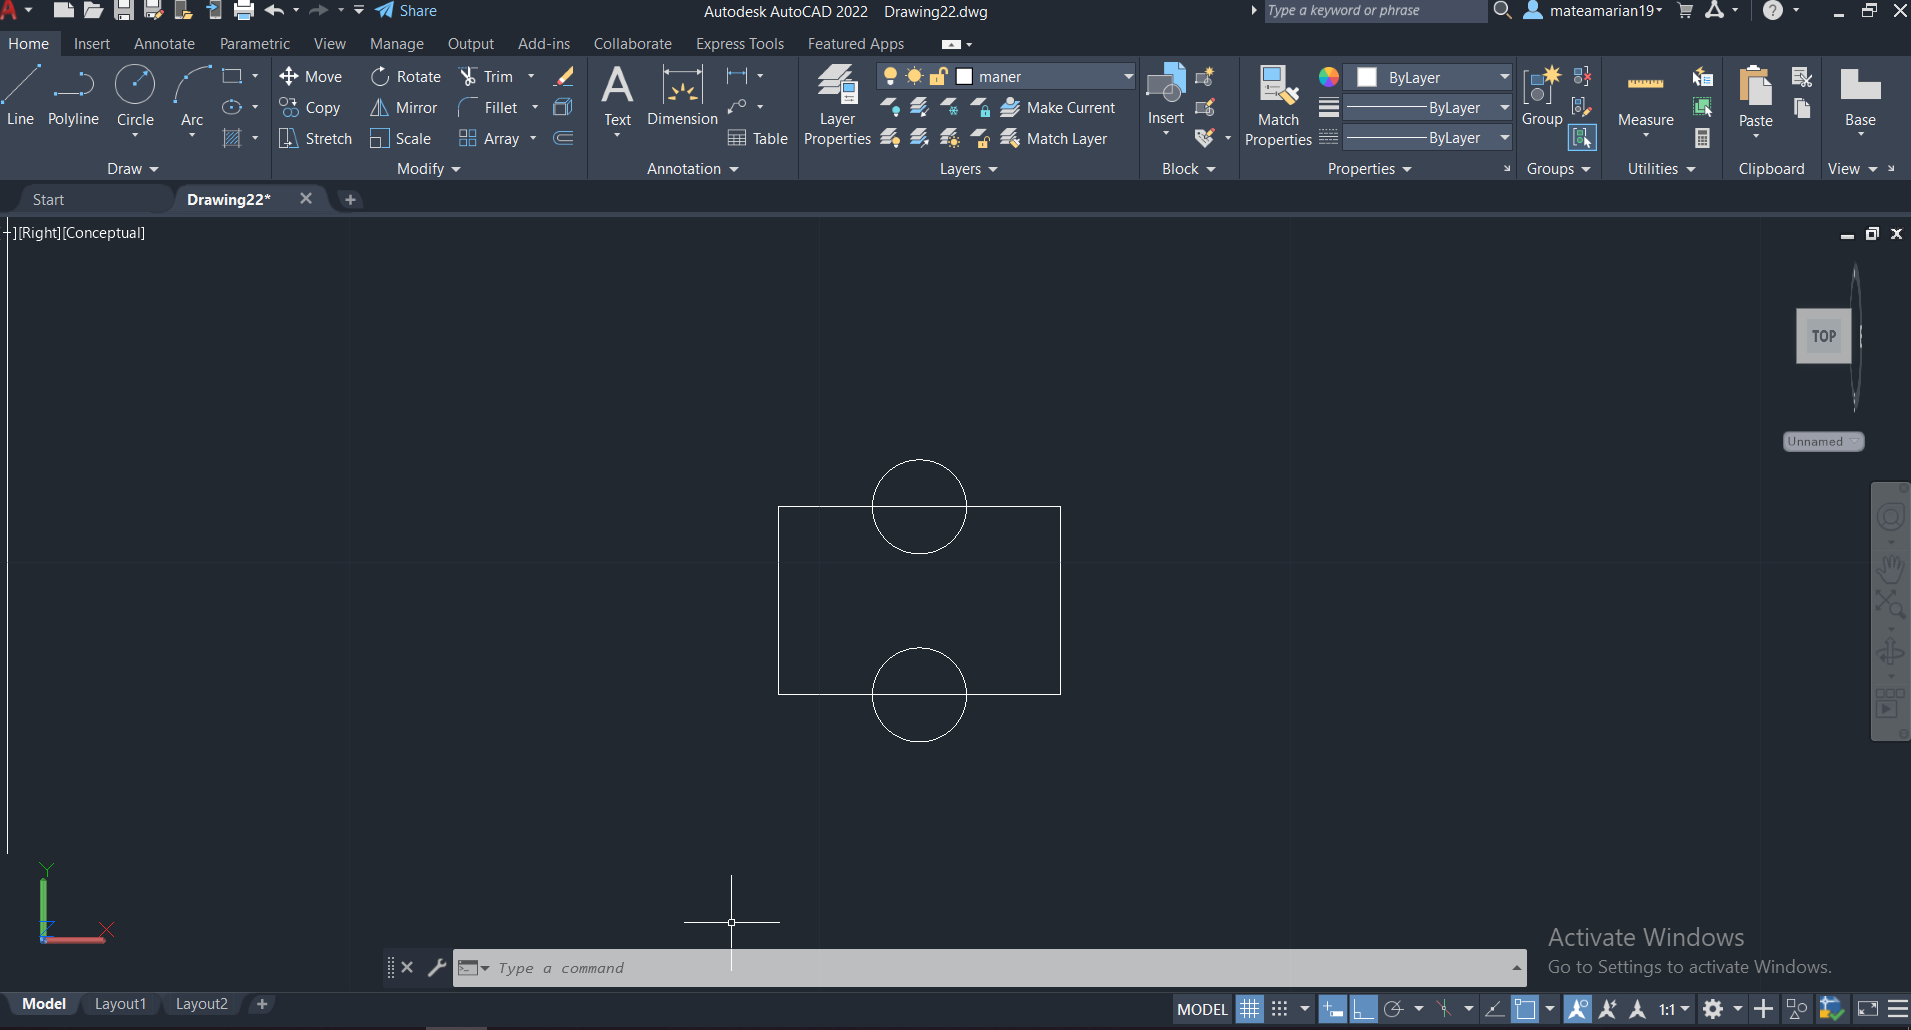 Share
Autodesk AutoCAD 2022 Drawing22.dwg
Type a keyword or phrase
mateamarian19
Home Insert Annotate Parametric View Manage Output Add-ins Collaborate Express Tools Featured Apps
Line Polyline Circle Arc
Move Rotate Trim
Copy Mirror Fillet
Stretch Scale Array
Text Dimension
Table
Layer Properties
maner
Make Current
Match Layer
Insert
Match Properties
ByLayer
ByLayer
ByLayer
Group
Measure
Paste
Base
Draw Modify Annotation Layers Block Properties Groups Utilities Clipboard View
Start Drawing22*
[Right][Conceptual]
TOP
Unnamed
Y
X
Type a command
Activate Windows
Go to Settings to activate Windows.
Model Layout1 Layout2
MODEL 1:1